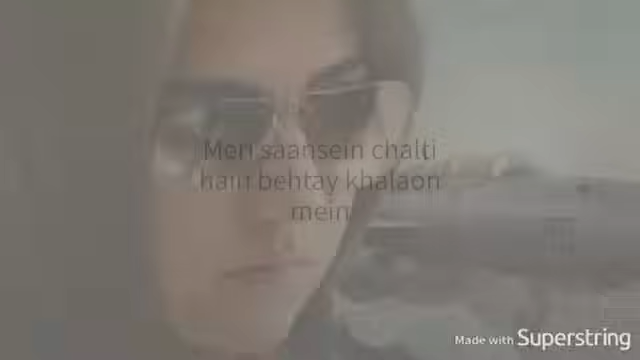 Meri saansein chalti
hain behtay khalaon
mein
Made with Superstring